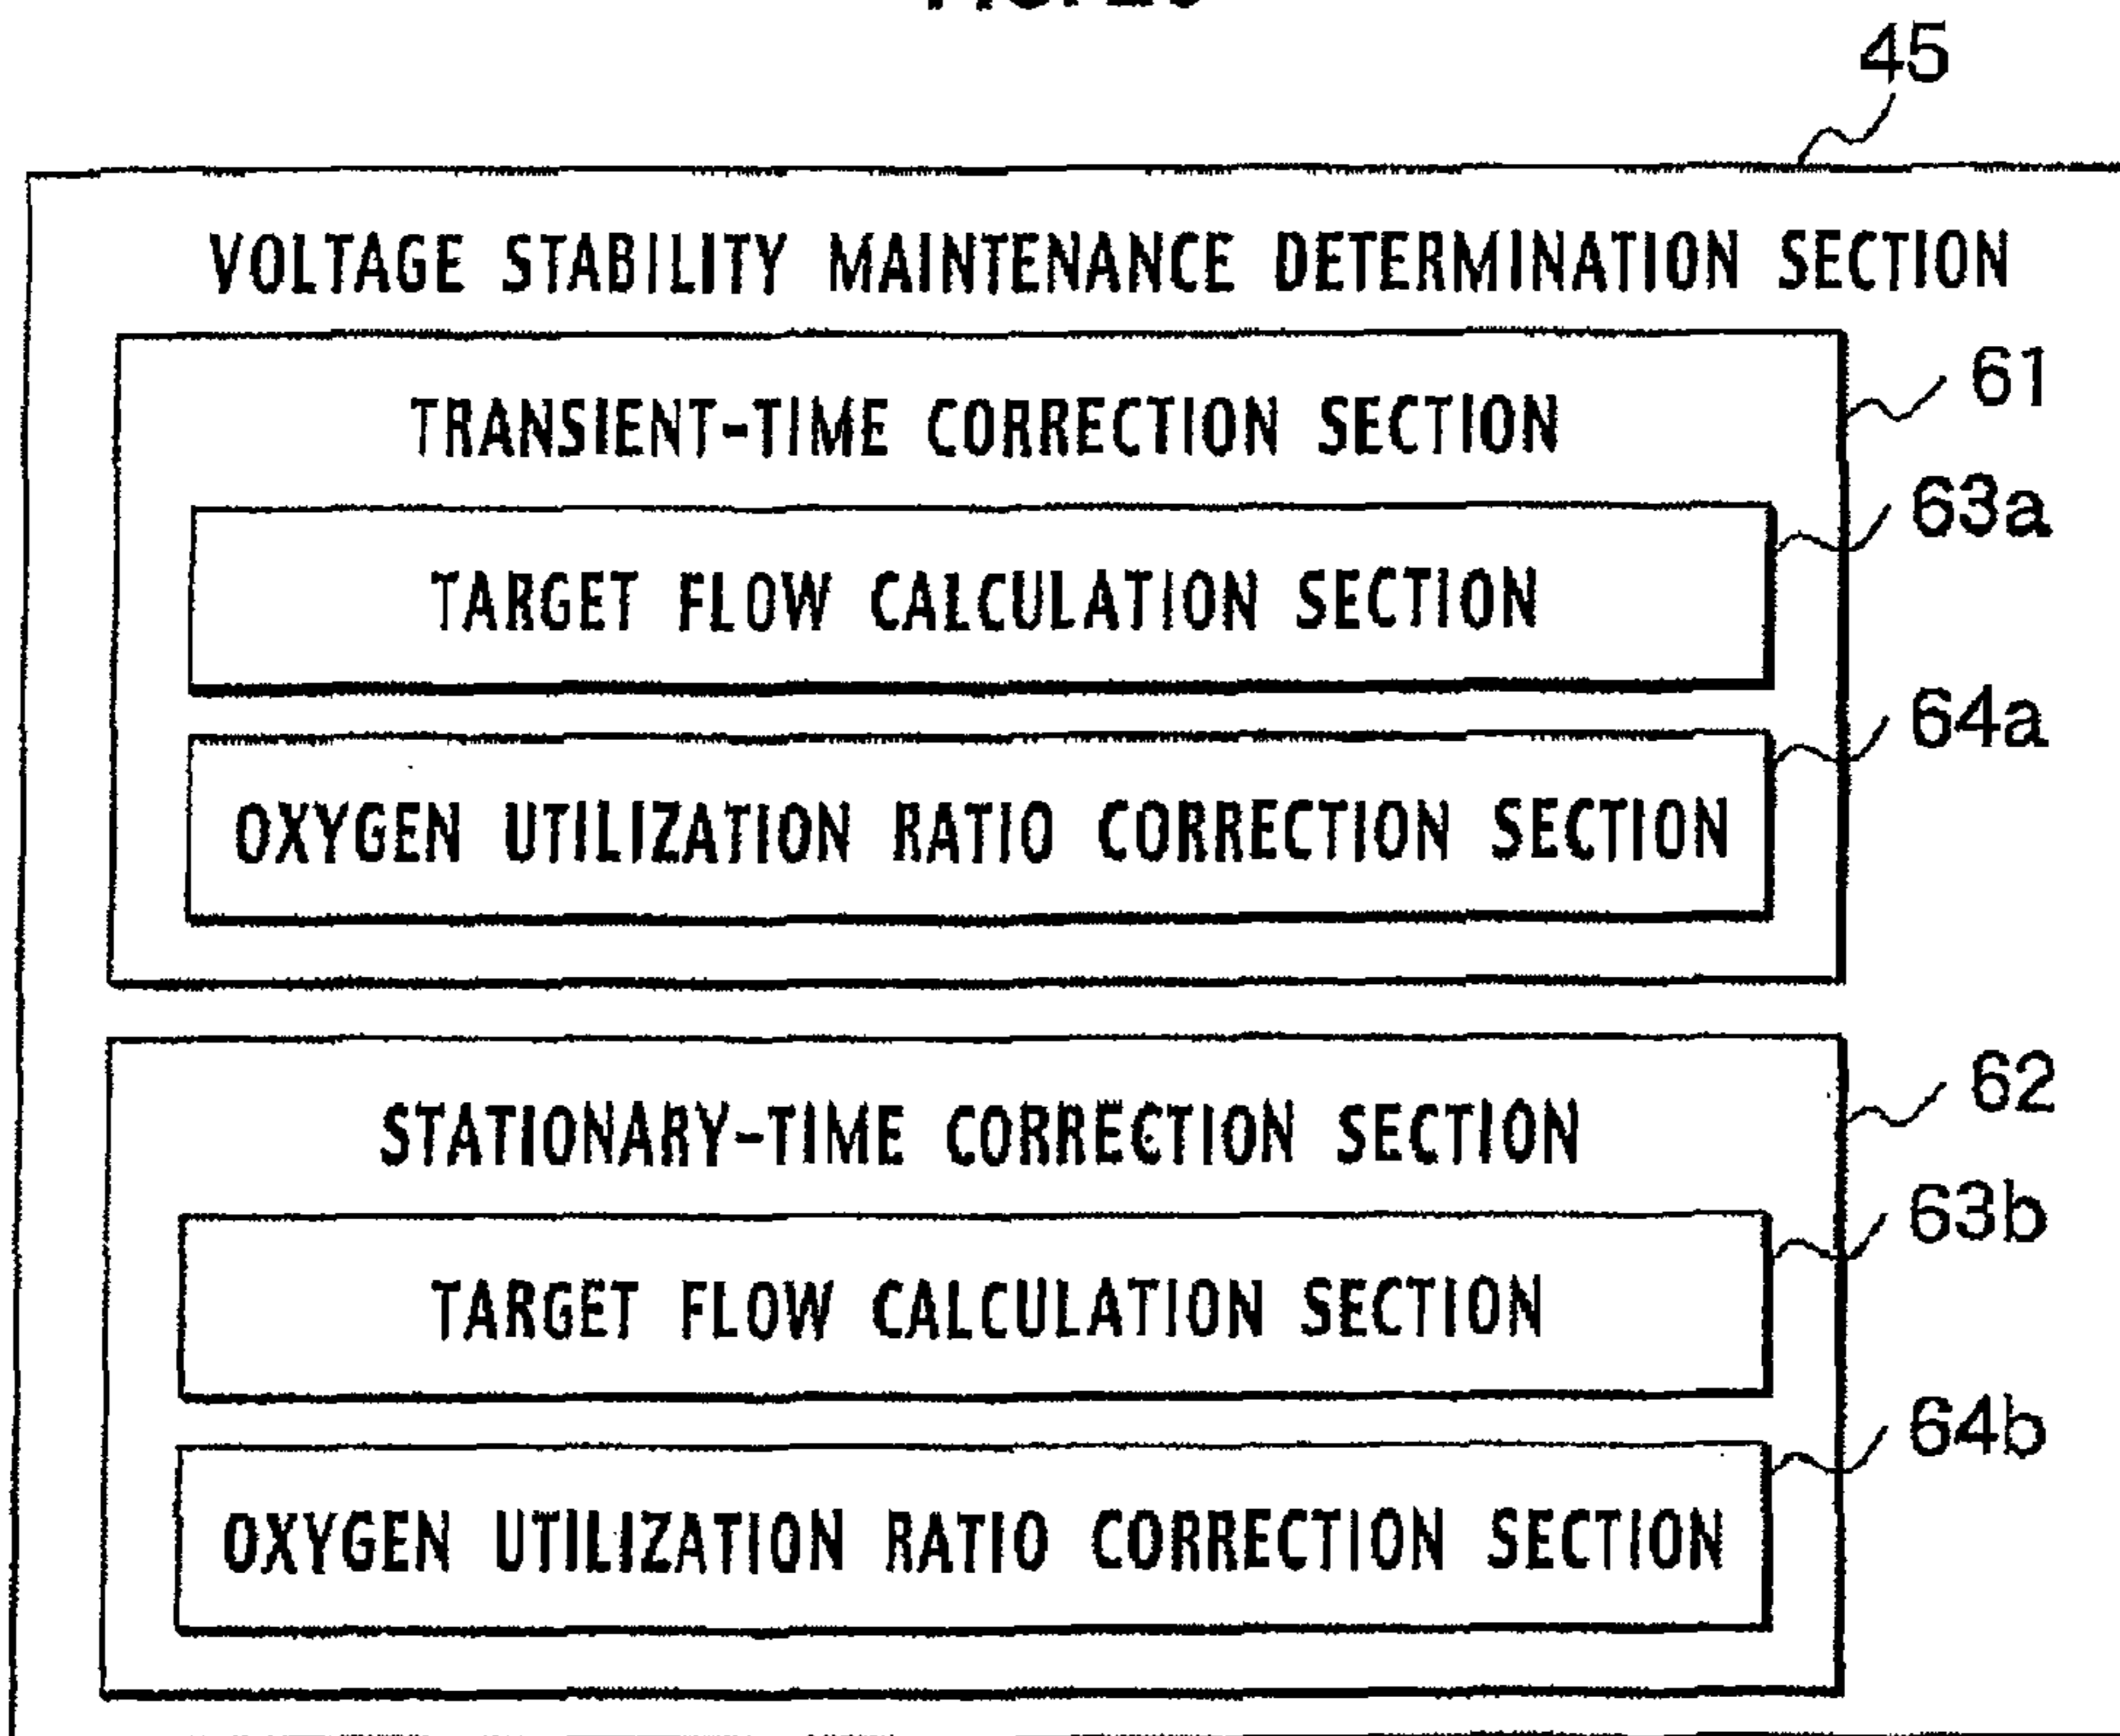 45
VOLTAGE STABILITY MAINTENANCE DETERMINATION SECTION
61
TRANSIENT-TIME CORRECTION SECTION
63a
TARGET FLOW CALCULATION SECTION
64a
OXYGEN UTILIZATION RATIO CORRECTION SECTION
62
STATIONARY-TIME CORRECTION SECTION
63b
TARGET FLOW CALCULATION SECTION
64b
OXYGEN UTILIZATION RATIO CORRECTION SECTION